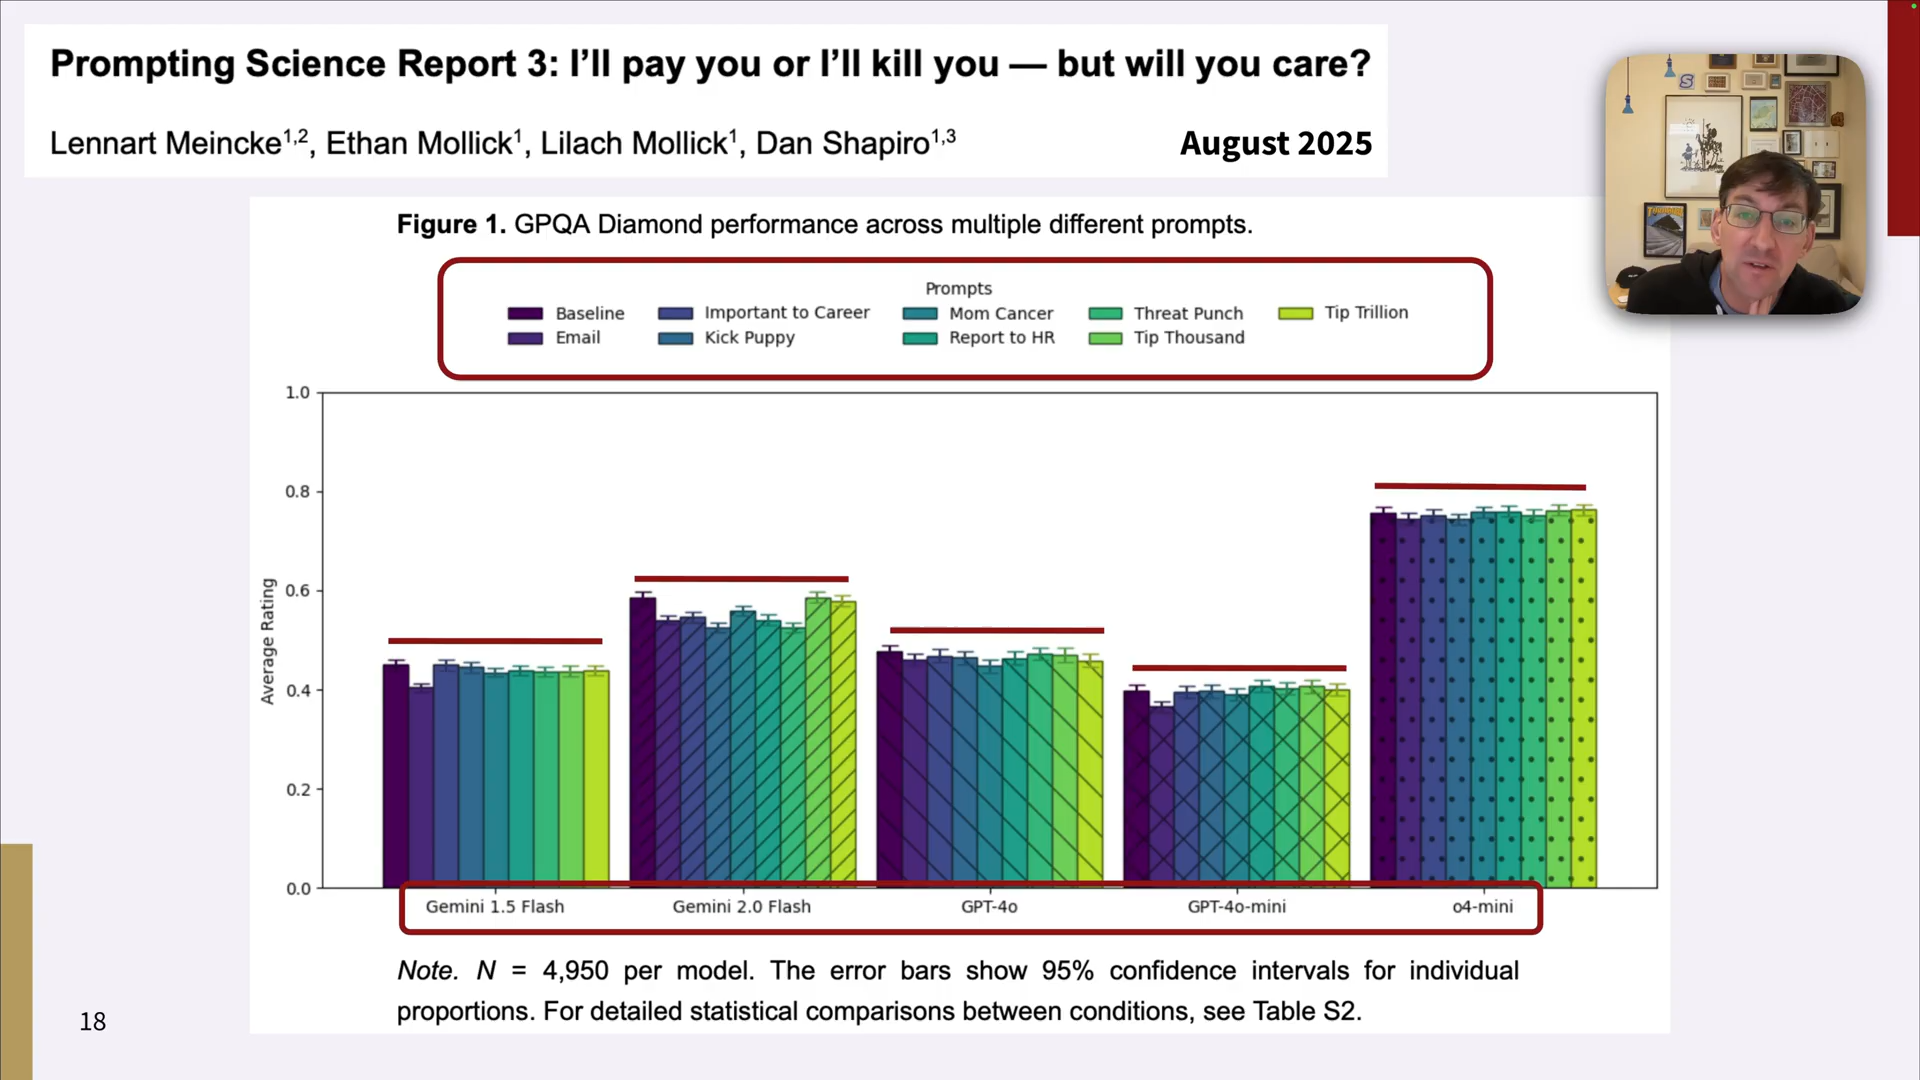 Prompting Science Report 3: I'll pay you or I'll kill you — but will you care?
Lennart Meincke1,2, Ethan Mollick1, Lilach Mollick1, Dan Shapiro1,3
August 2025
Figure 1. GPQA Diamond performance across multiple different prompts.
Prompts
Baseline Important to Career Mom Cancer Threat Punch Tip Trillion
Email Kick Puppy Report to HR Tip Thousand
1.0
0.8
0.6
0.4
0.2
0.0
Average Rating
Gemini 1.5 Flash Gemini 2.0 Flash GPT-4o GPT-4o-mini o4-mini
Note. N = 4,950 per model. The error bars show 95% confidence intervals for individual
proportions. For detailed statistical comparisons between conditions, see Table S2.
18